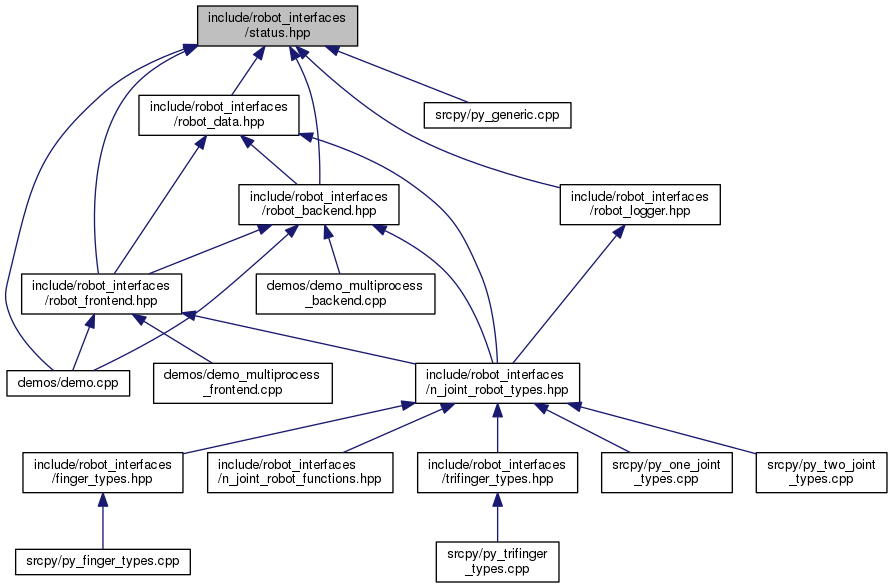 include/robot_interfaces
/status.hpp
include/robot_interfaces
/robot_data.hpp
srcpy/py_generic.cpp
include/robot_interfaces
/robot_backend.hpp
include/robot_interfaces
/robot_logger.hpp
include/robot_interfaces
/robot_frontend.hpp
demos/demo_multiprocess
_backend.cpp
demos/demo.cpp
demos/demo_multiprocess
_frontend.cpp
include/robot_interfaces
/n_joint_robot_types.hpp
include/robot_interfaces
/finger_types.hpp
include/robot_interfaces
/n_joint_robot_functions.hpp
include/robot_interfaces
/trifinger_types.hpp
srcpy/py_one_joint
_types.cpp
srcpy/py_two_joint
_types.cpp
srcpy/py_finger_types.cpp
srcpy/py_trifinger
_types.cpp